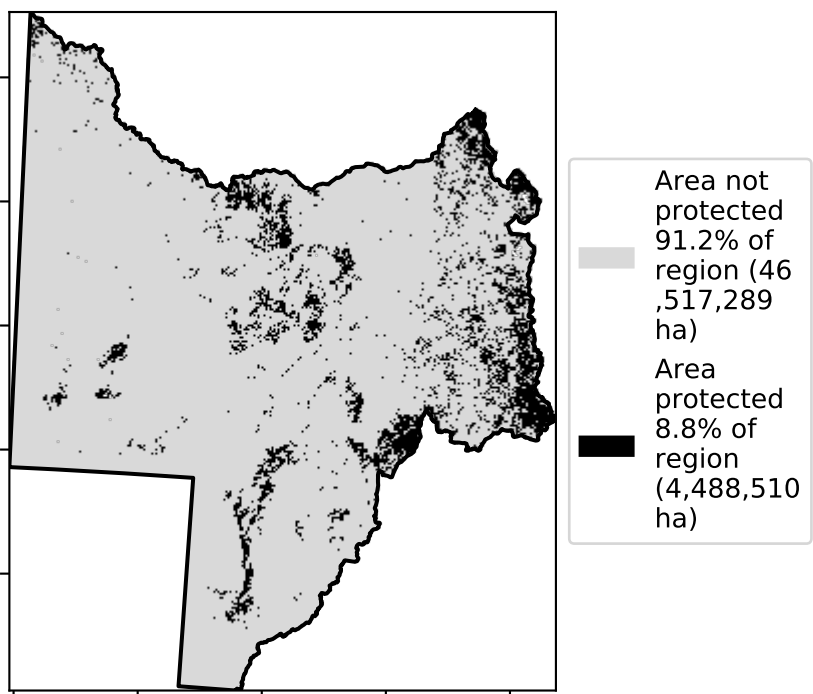 Area not
protected
91.2% of
region (46
,517,289
ha)
Area
protected
8.8% of
region
(4,488,510
ha)